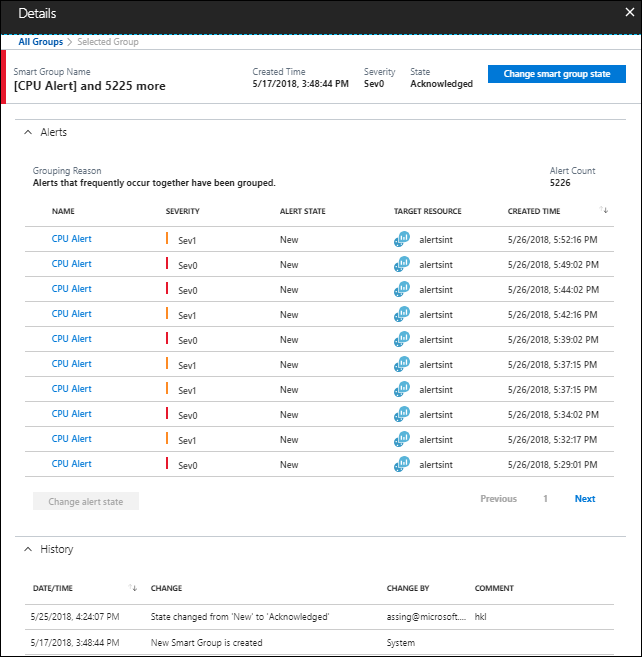 Details
All Groups > Selected Group
Smart Group Name Created Time Severity State
[CPU Alert] and 5225 more 5/17/2018, 3:48:44 PM Sev0 Acknowledged Change smart group state
Alerts
Grouping Reason Alert Count
Alerts that frequently occur together have been grouped. 5226
NAME SEVERITY ALERT STATE TARGET RESOURCE CREATED TIME
CPU Alert Sev1 New alertsint 5/26/2018, 5:52:16 PM
CPU Alert Sev0 New alertsint 5/26/2018, 5:49:02 PM
CPU Alert Sev0 New alertsint 5/26/2018, 5:44:02 PM
CPU Alert Sev1 New alertsint 5/26/2018, 5:42:16 PM
CPU Alert Sev0 New alertsint 5/26/2018, 5:39:02 PM
CPU Alert Sev1 New alertsint 5/26/2018, 5:37:15 PM
CPU Alert Sev1 New alertsint 5/26/2018, 5:37:15 PM
CPU Alert Sev0 New alertsint 5/26/2018, 5:34:02 PM
CPU Alert Sev1 New alertsint 5/26/2018, 5:32:17 PM
CPU Alert Sev0 New alertsint 5/26/2018, 5:29:01 PM
Change alert state Previous 1 Next
History
DATE/TIME CHANGE CHANGE BY COMMENT
5/25/2018, 4:24:07 PM State changed from 'New' to 'Acknowledged' assing@microsoft.... hkl
5/17/2018, 3:48:44 PM New Smart Group is created System